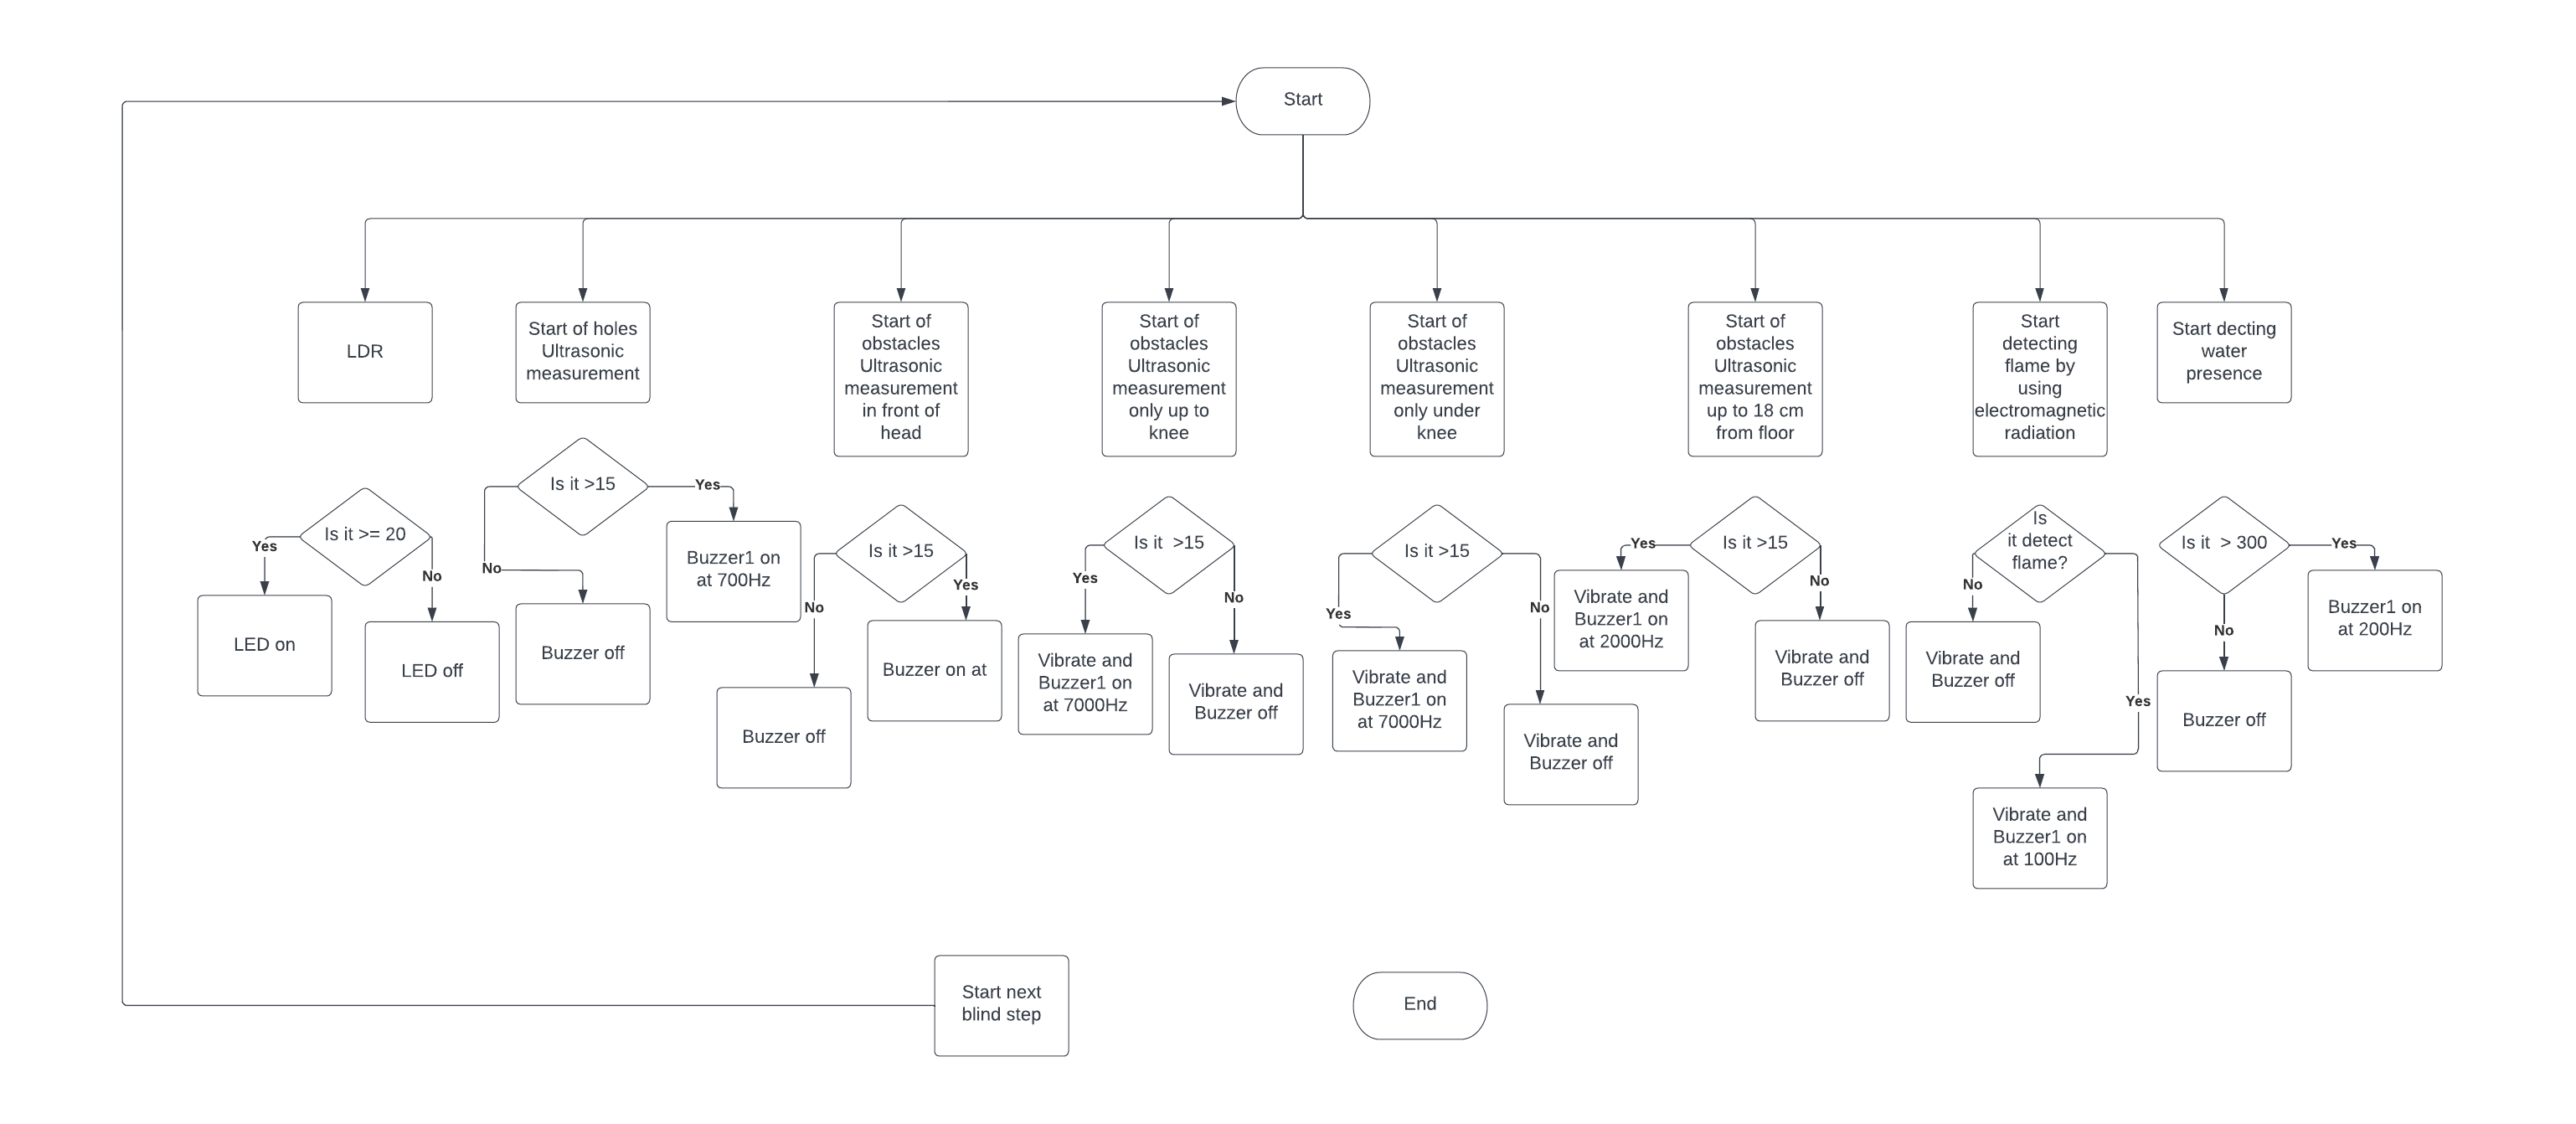 Start
LDR
Start of holes
Ultrasonic
measurement
Start of
obstacles
Ultrasonic
measurement
in front of
head
Start of
obstacles
Ultrasonic
measurement
only up to
knee
Start of
obstacles
Ultrasonic
measurement
only under
knee
Start of
obstacles
Ultrasonic
measurement
up to 18 cm
from floor
Start
detecting
flame by
using
electromagnetic
radiation
Start decting
water
presence
Is it >= 20
Yes
No
LED on
LED off
Is it >15
Yes
No
Buzzer1 on
at 700Hz
Buzzer off
Is it >15
No
Yes
Buzzer off
Buzzer on at
Is it  >15
Yes
No
Vibrate and
Buzzer1 on
at 7000Hz
Vibrate and
Buzzer off
Is it >15
Yes
No
Vibrate and
Buzzer1 on
at 7000Hz
Vibrate and
Buzzer off
Is it >15
Yes
No
Vibrate and
Buzzer1 on
at 2000Hz
Vibrate and
Buzzer off
Is
it detect
flame?
No
Yes
Vibrate and
Buzzer off
Vibrate and
Buzzer1 on
at 100Hz
Is it  > 300
Yes
No
Buzzer1 on
at 200Hz
Buzzer off
Start next
blind step
End